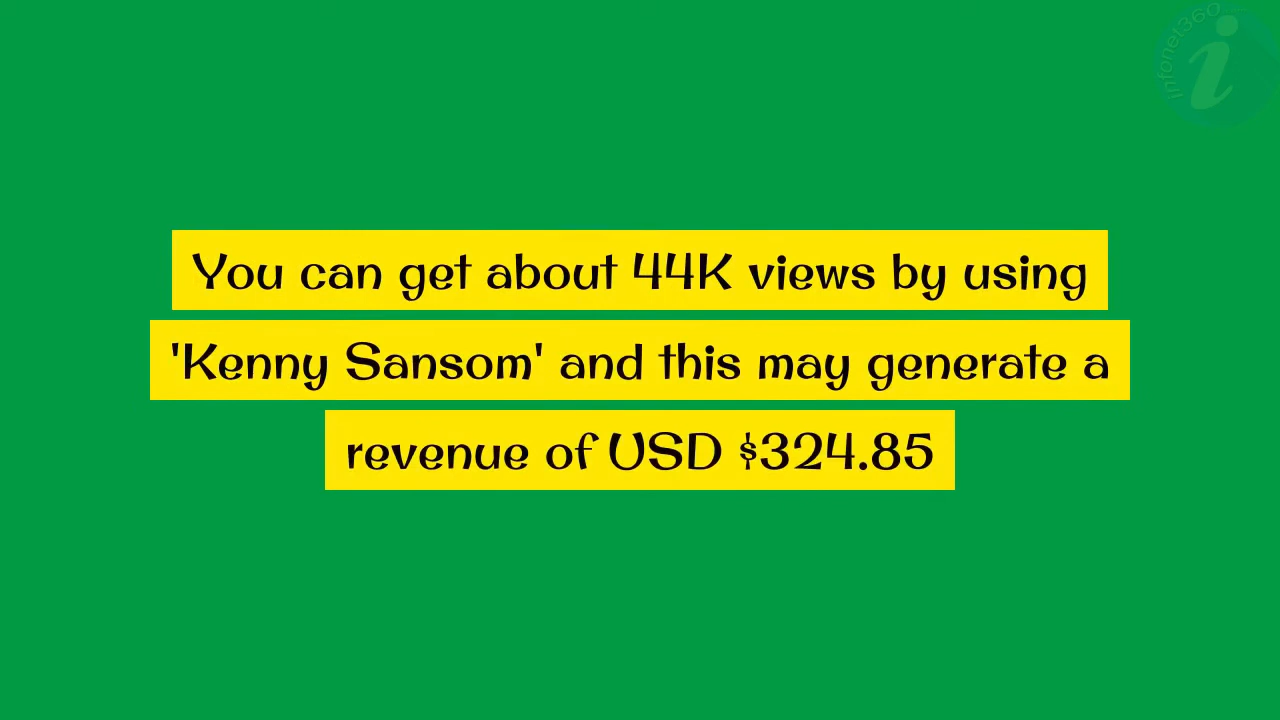 infonet360
i
You can get about 44K views by using
'Kenny Sansom' and this may generate a
revenue of USD $324.85